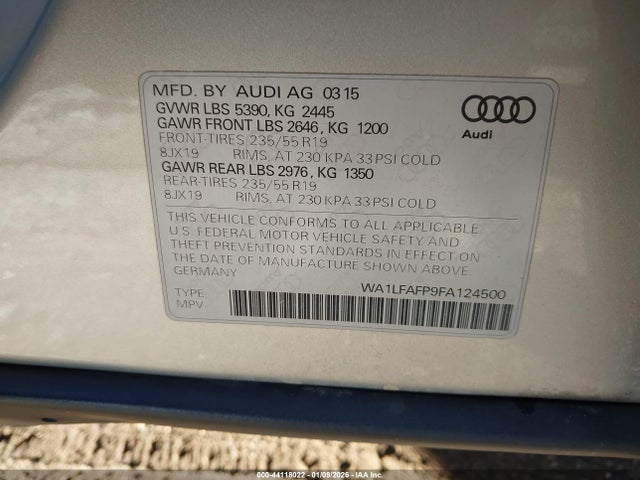 MFD. BY AUDI AG 03 15
GVWR LBS 5390, KG 2445
GAWR FRONT LBS 2646, KG 1200
FRONT-TIRES 235/55 R19
8JX19 RIMS, AT 230 KPA 33 PSI COLD
GAWR REAR LBS 2976, KG 1350
REAR-TIRES 235/55 R19
8JX19 RIMS, AT 230 KPA 33 PSI COLD
Audi
THIS VEHICLE CONFORMS TO ALL APPLICABLE
U.S. FEDERAL MOTOR VEHICLE SAFETY AND
THEFT PREVENTION STANDARDS IN EFFECT ON
THE DATE OF MANUFACTURE SHOWN ABOVE
GERMANY
WA1LFAFP9FA124500
TYPE:
MPV
000-44118022 - 01/09/2026 - IAA Inc.